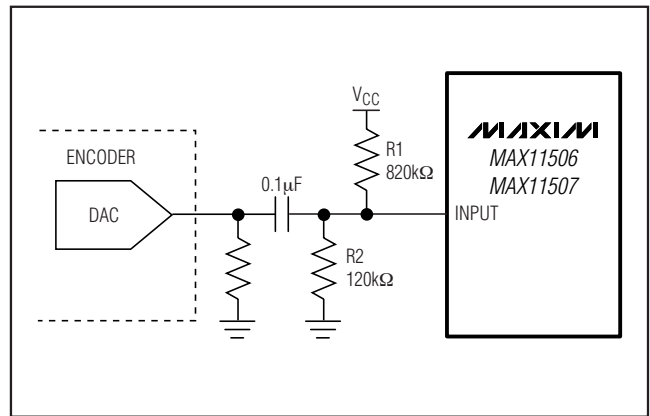 ENCODER
DAC
0.1µF
VCC
R1
820kΩ
R2
120kΩ
MAXIM
MAX11506
MAX11507
INPUT